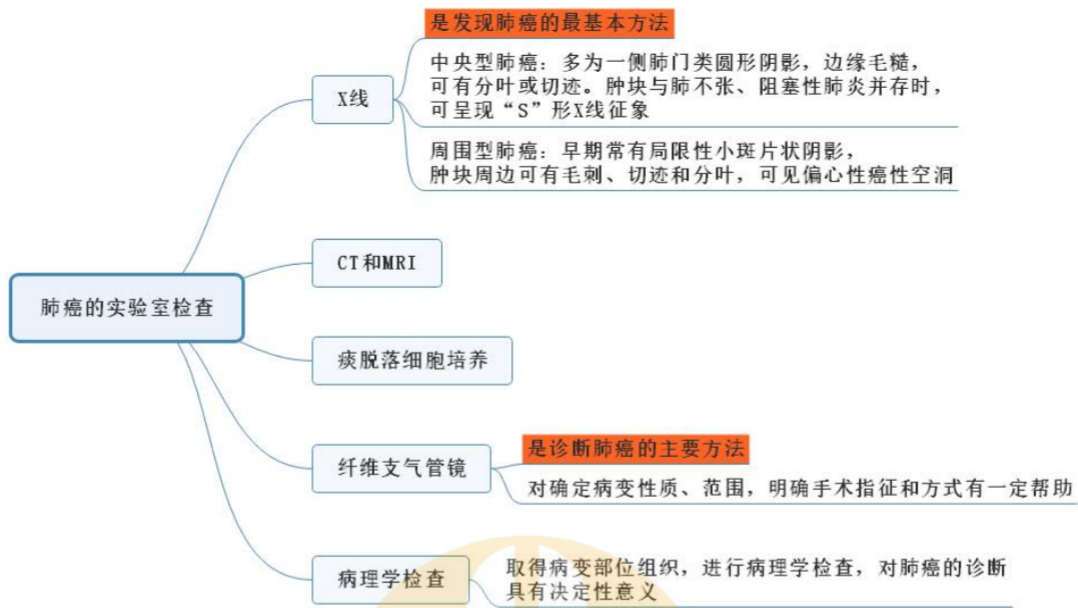 是发现肺癌的最基本方法
中央型肺癌：多为一侧肺门类圆形阴影，边缘毛糙，
可有分叶或切迹。肿块与肺不张、阻塞性肺炎并存时，
可呈现“S”形X线征象
X线
周围型肺癌：早期常有局限性小斑片状阴影，
肿块周边可有毛刺、切迹和分叶，可见偏心性癌性空洞
CT和MRI
肺癌的实验室检查
痰脱落细胞培养
是诊断肺癌的主要方法
纤维支气管镜
对确定病变性质、范围，明确手术指征和方式有一定帮助
病理学检查
取得病变部位组织，进行病理学检查，对肺癌的诊断
具有决定性意义